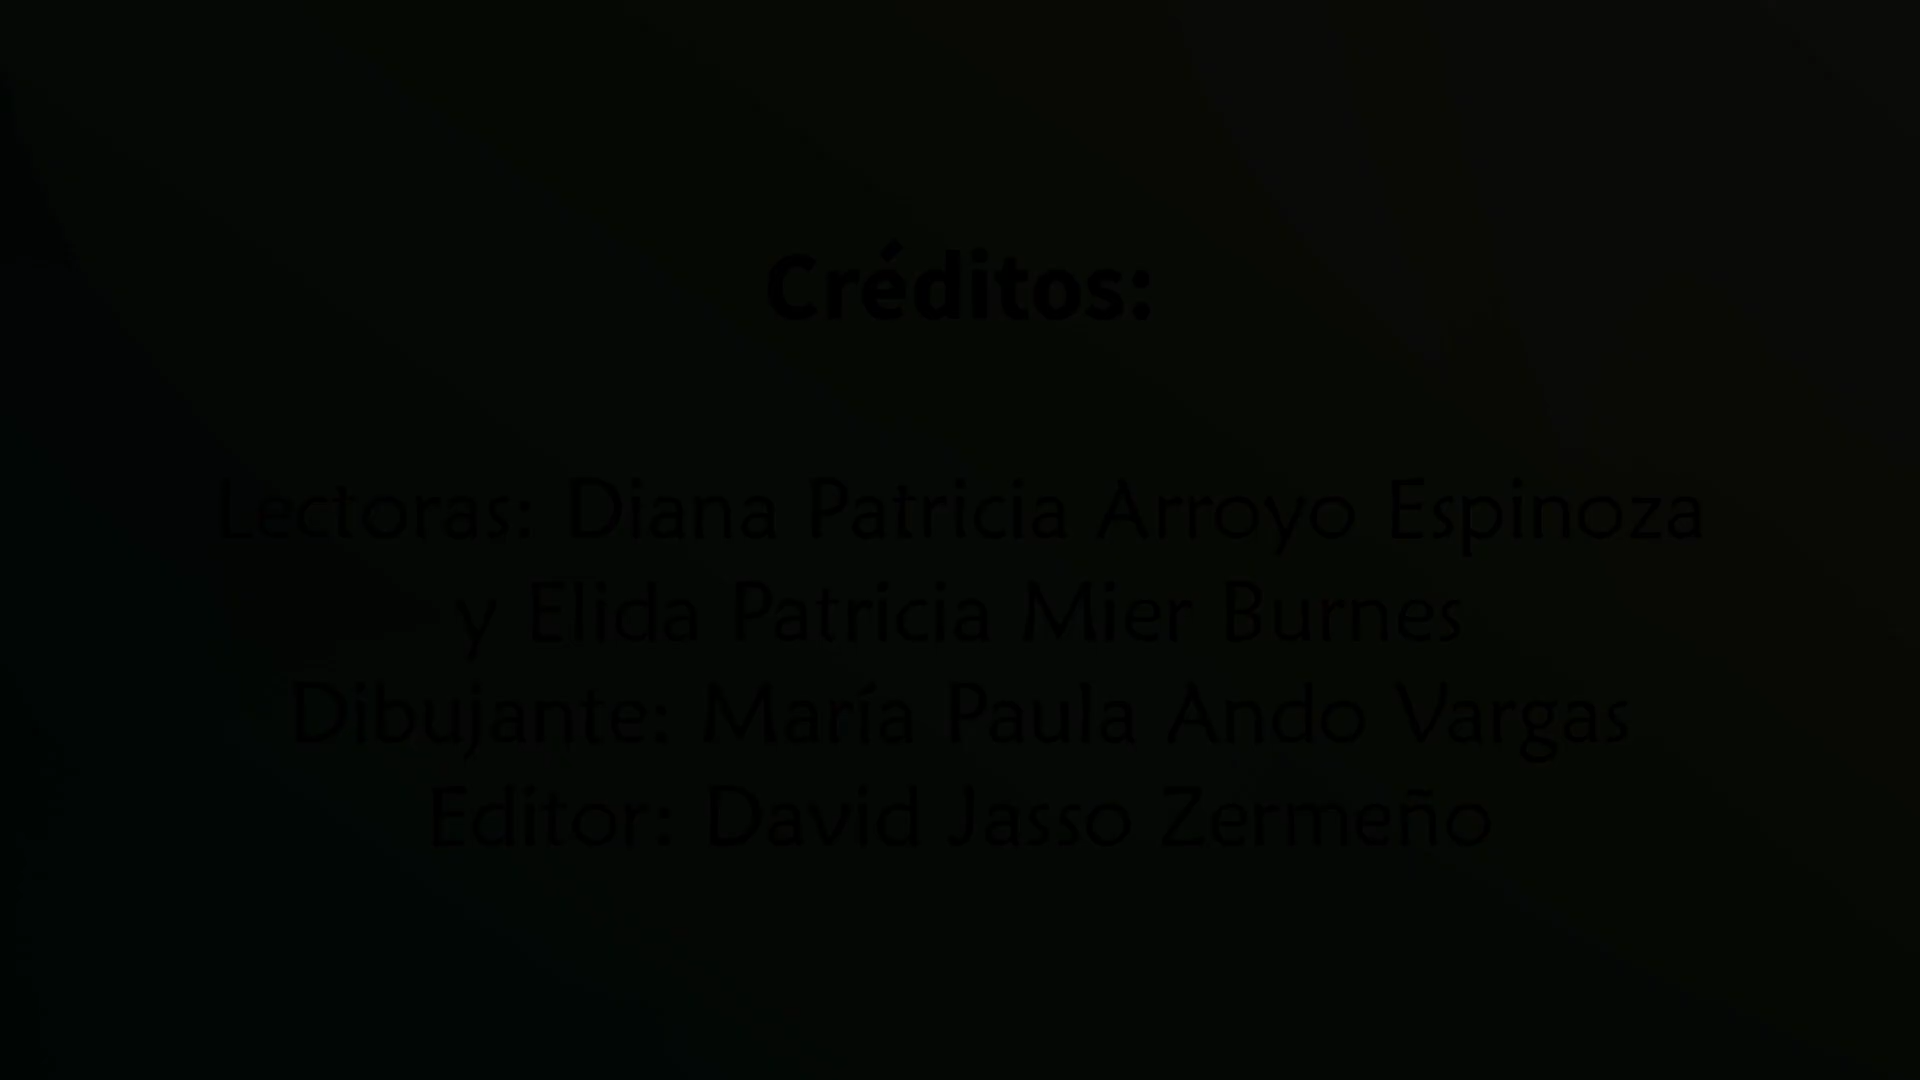 Créditos:
Lectoras: Diana Patricia Arroyo Espinoza
y Elida Patricia Mier Burnes
Dibujante: María Paula Ando Vargas
Editor: David Jasso Zermeño